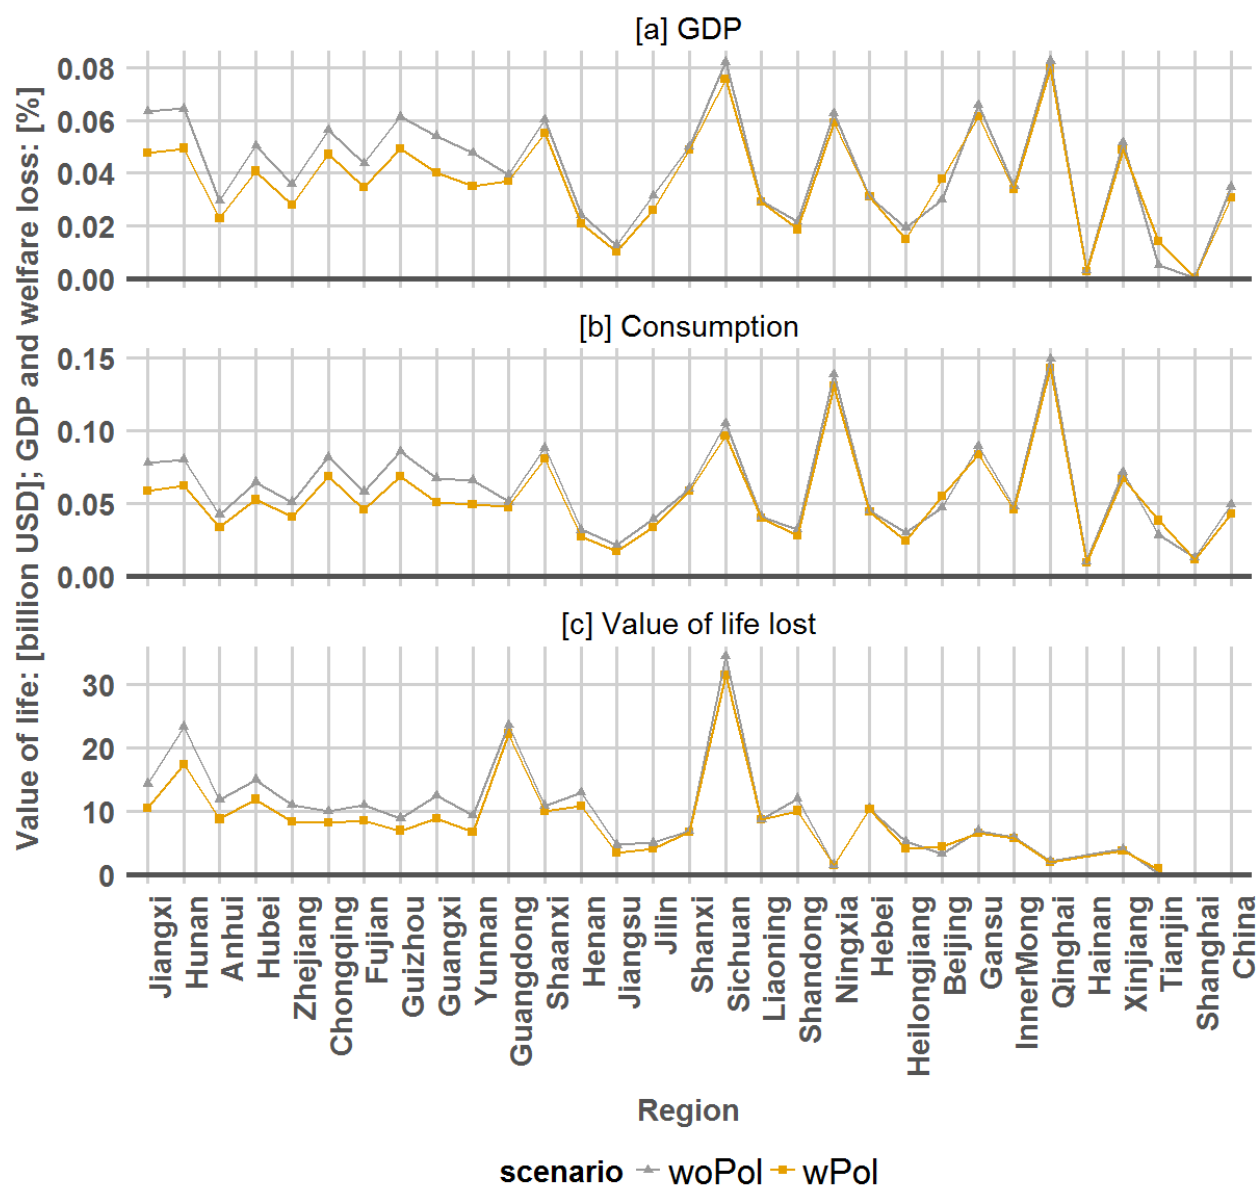 [a] GDP
0.08
0.06
0.04
0.02
0.00
[b] Consumption
0.15
0.10
0.05
0.00
[c] Value of life lost
30
20
10
0
Value of life: [billion USD]; GDP and welfare loss: [%]
Jiangxi
Hunan
Anhui
Hubei
Zhejiang
Chongqing
Fujian
Guizhou
Guangxi
Yunnan
Guangdong
Shaanxi
Henan
Jiangsu
Jilin
Shanxi
Sichuan
Liaoning
Shandong
Ningxia
Hebei
Heilongjiang
Beijing
Gansu
InnerMong
Qinghai
Hainan
Xinjiang
Tianjin
Shanghai
China
Region
scenario woPol wPol